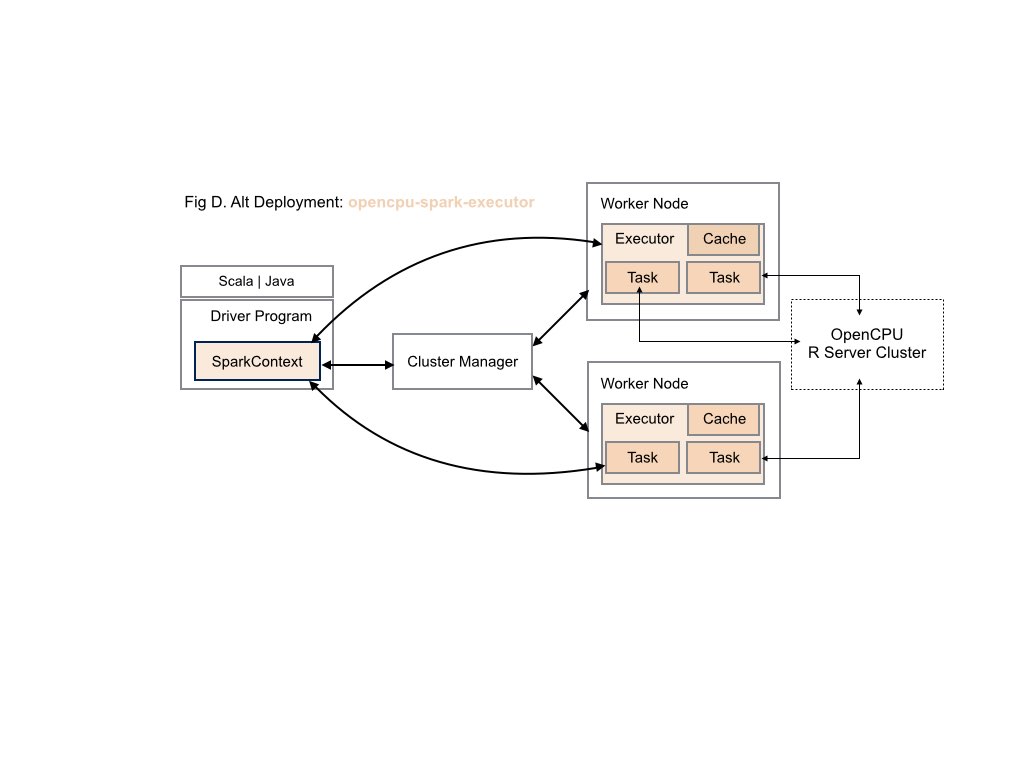 Fig D. Alt Deployment: opencpu-spark-executor
Scala | Java
Driver Program
SparkContext
Cluster Manager
Worker Node
Executor
Cache
Task
Task
Worker Node
Executor
Cache
Task
Task
OpenCPU
R Server Cluster